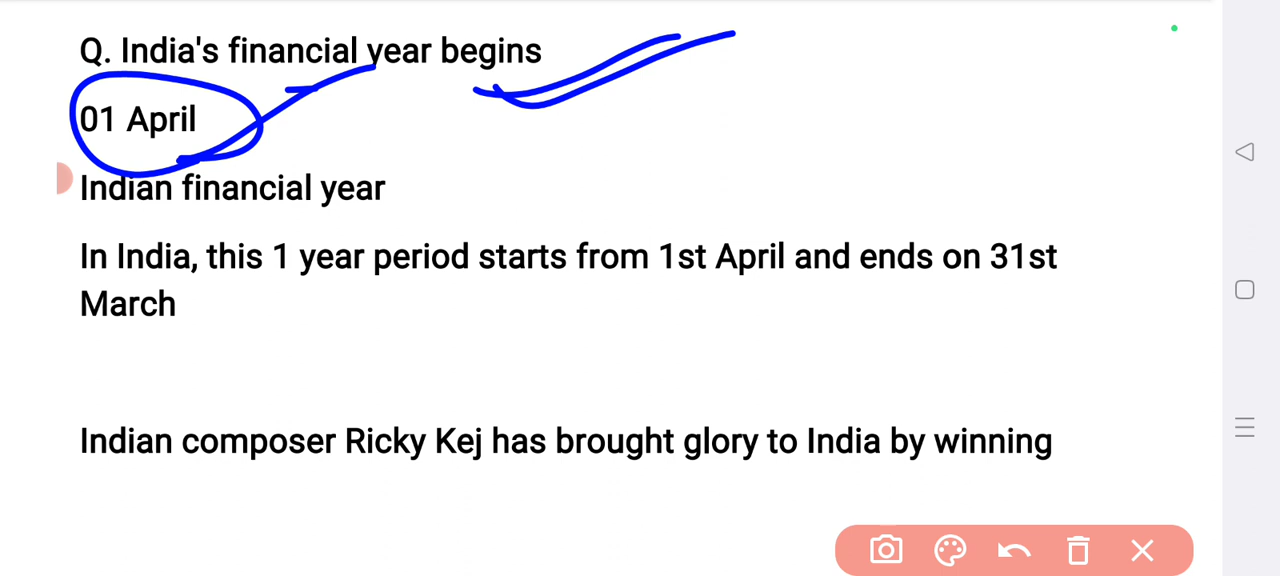 Q. India's financial year begins
01 April
Indian financial year
In India, this 1 year period starts from 1st April and ends on 31st
March
Indian composer Ricky Kej has brought glory to India by winning